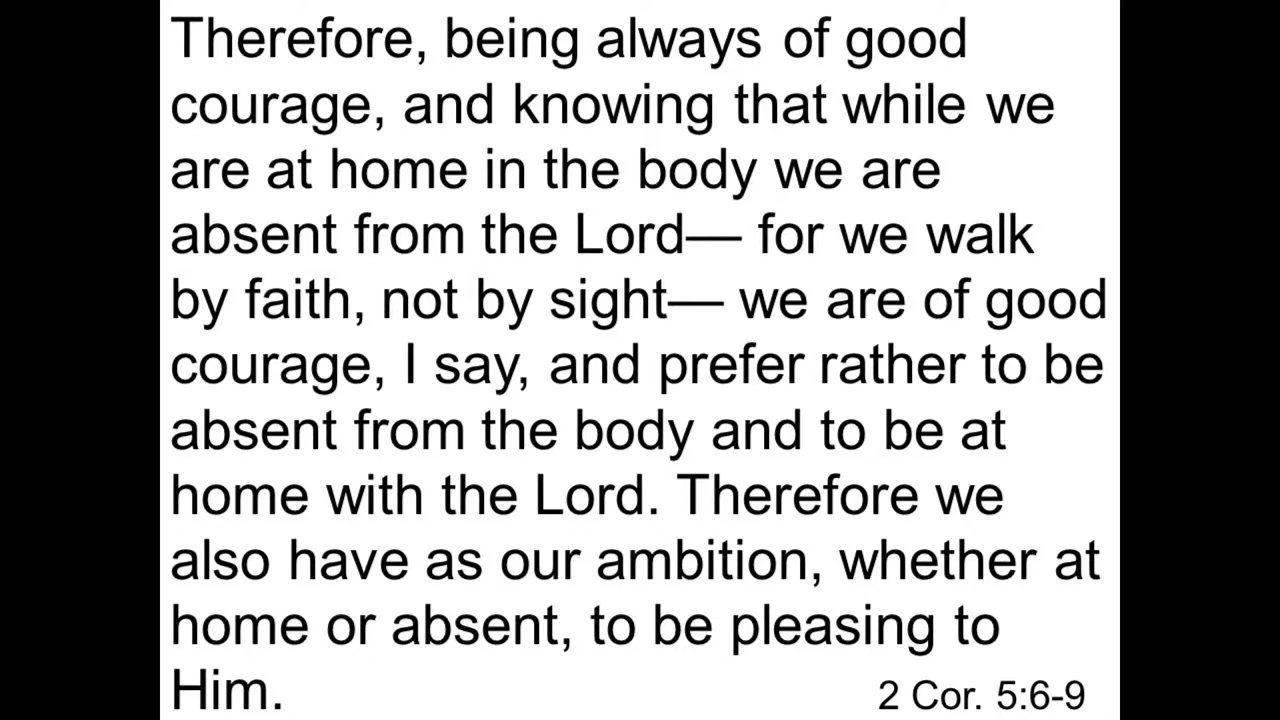 Therefore, being always of good
courage, and knowing that while we
are at home in the body we are
absent from the Lord— for we walk
by faith, not by sight— we are of good
courage, I say, and prefer rather to be
absent from the body and to be at
home with the Lord. Therefore we
also have as our ambition, whether at
home or absent, to be pleasing to
Him. 2 Cor. 5:6-9